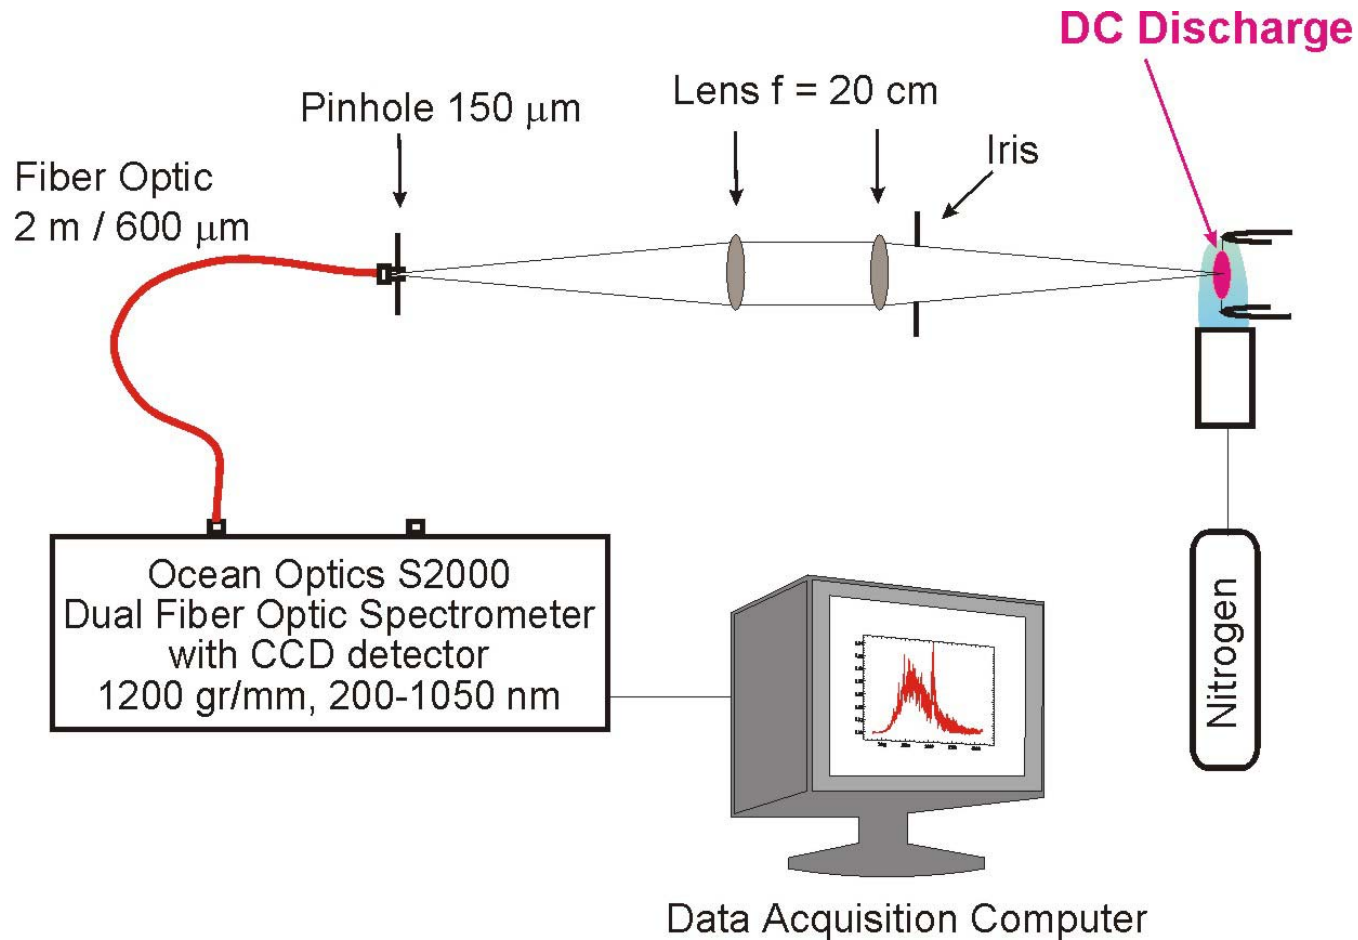 DC Discharge
Lens f = 20 cm
Pinhole 150 μm
Iris
Fiber Optic
2 m / 600 μm
Ocean Optics S2000
Dual Fiber Optic Spectrometer
with CCD detector
1200 gr/mm, 200-1050 nm
Nitrogen
Data Acquisition Computer